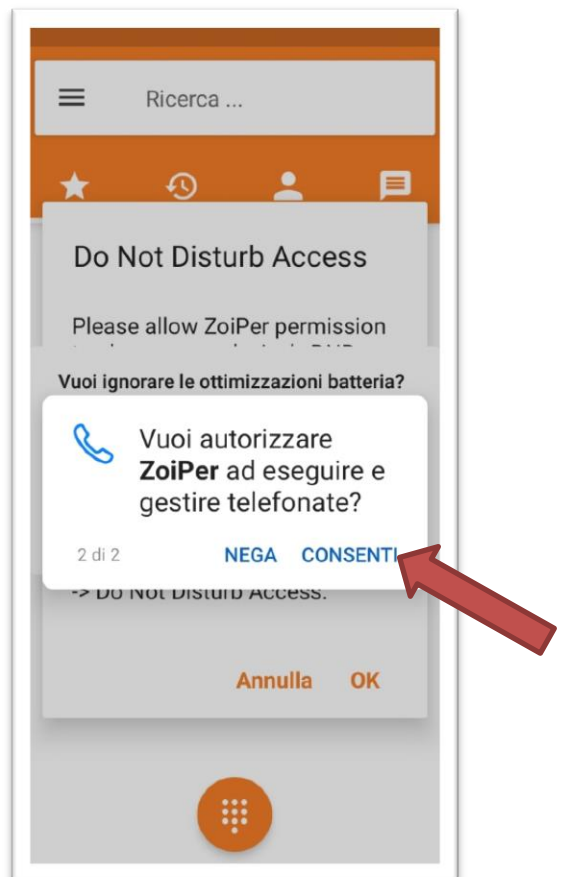 Ricerca ...
Do Not Disturb Access
Please allow ZoiPer permission
Vuoi ignorare le ottimizzazioni batteria?
Vuoi autorizzare
ZoiPer ad eseguire e
gestire telefonate?
2 di 2 NEGA CONSENTI
-> Do Not Disturb Access.
Annulla OK